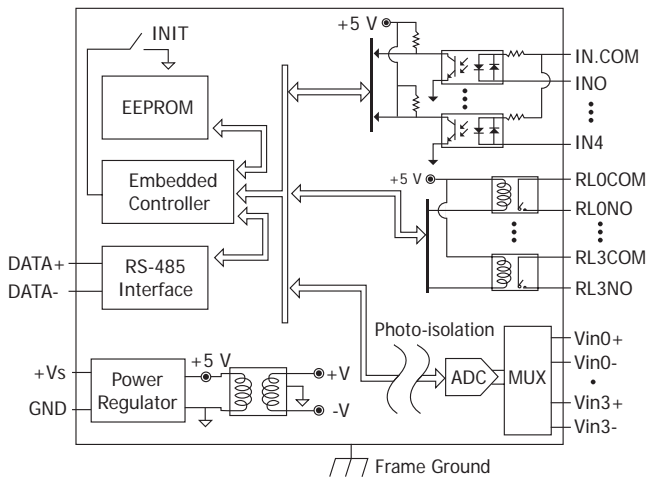 INIT
+5 V
IN.COM
EEPROM
INO
IN4
Embedded
Controller
+5 V
RL0COM
RL0NO
DATA+
DATA-
RS-485
Interface
RL3COM
RL3NO
Photo-isolation
+Vs
GND
Power
Regulator
+5 V
+V
-V
ADC
MUX
Vin0+
Vin0-
Vin3+
Vin3-
Frame Ground